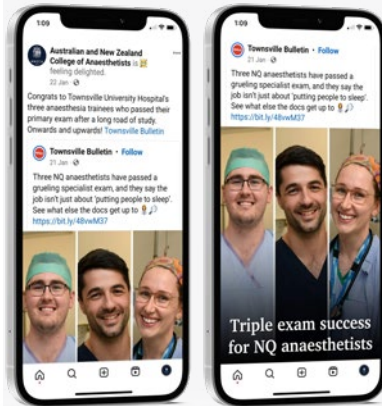 1:09
Australian and New Zealand
College of Anaesthetists is
feeling delighted.
22 Jan
Congrats to Townsville University Hospital's
three anaesthesia trainees who passed their
primary exam after a long road of study.
Onwards and upwards! Townsville Bulletin
Townsville Bulletin • Follow
21 Jan
Three NQ anaesthetists have passed a
grueling specialist exam, and they say the
job isn't just about 'putting people to sleep'.
See what else the docs get up to
https://bit.ly/48vwM37
1:09
Townsville Bulletin • Follow
21 Jan
Three NQ anaesthetists have passed a
grueling specialist exam, and they say the
job isn't just about 'putting people to sleep'.
See what else the docs get up to
https://bit.ly/48vwM37
Triple exam success
for NQ anaesthetists